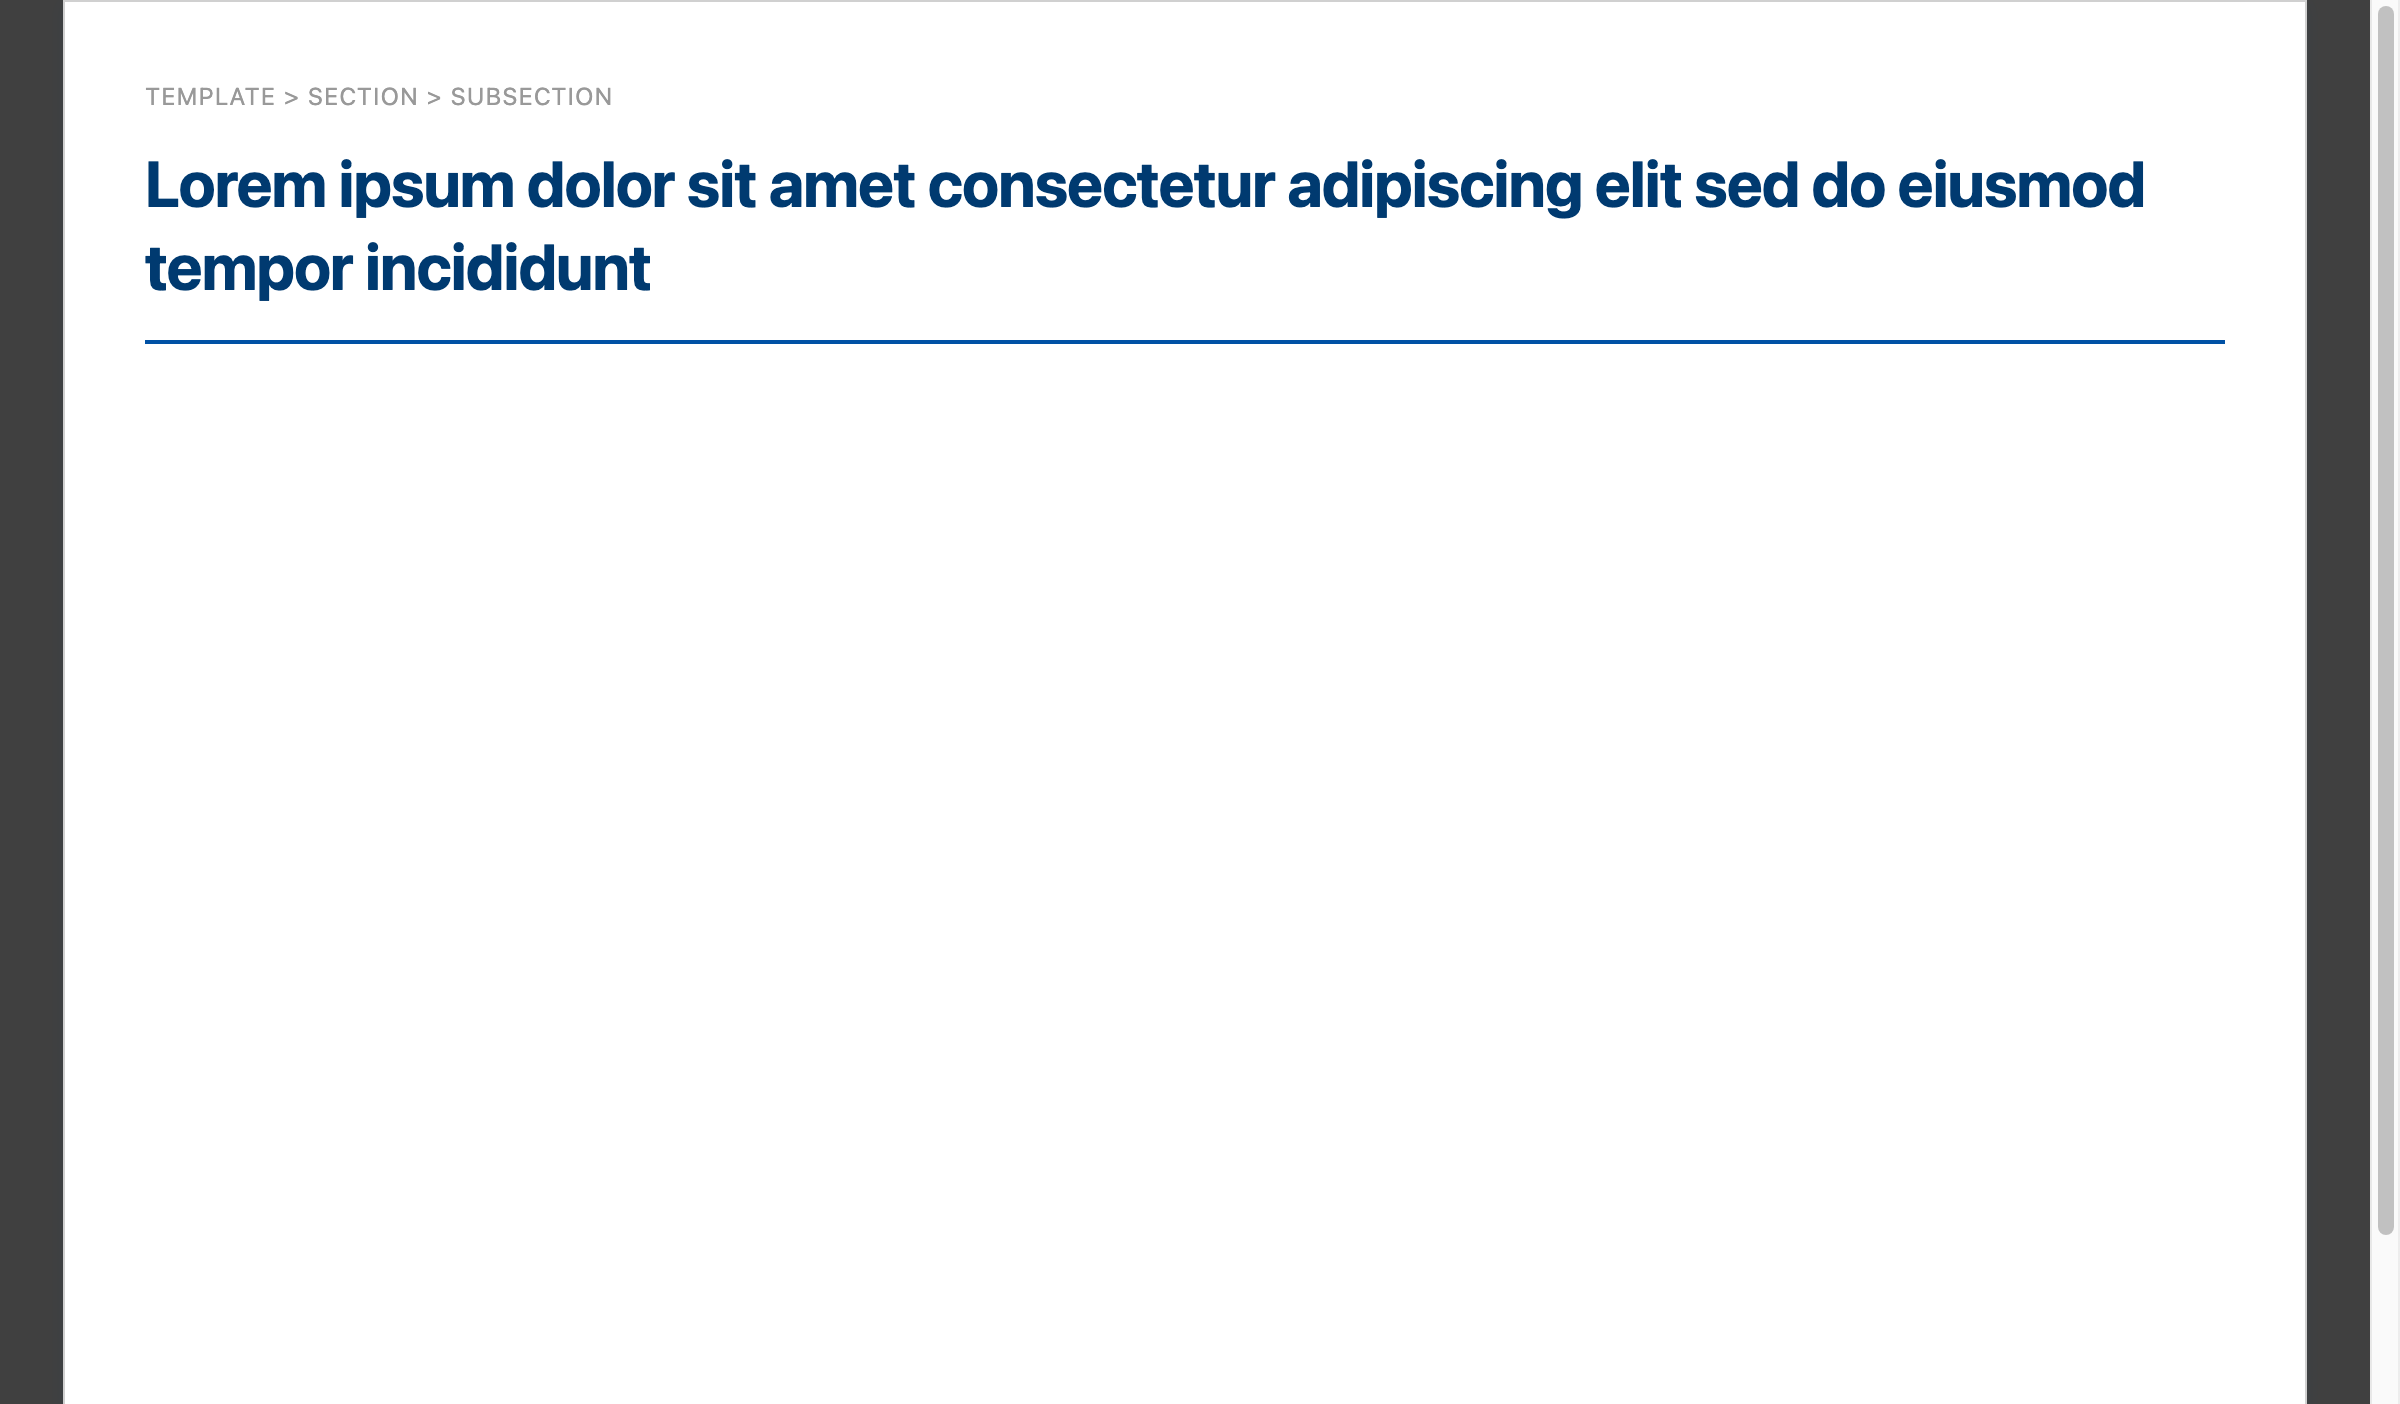 TEMPLATE > SECTION > SUBSECTION
Lorem ipsum dolor sit amet consectetur adipiscing elit sed do eiusmod
tempor incididunt